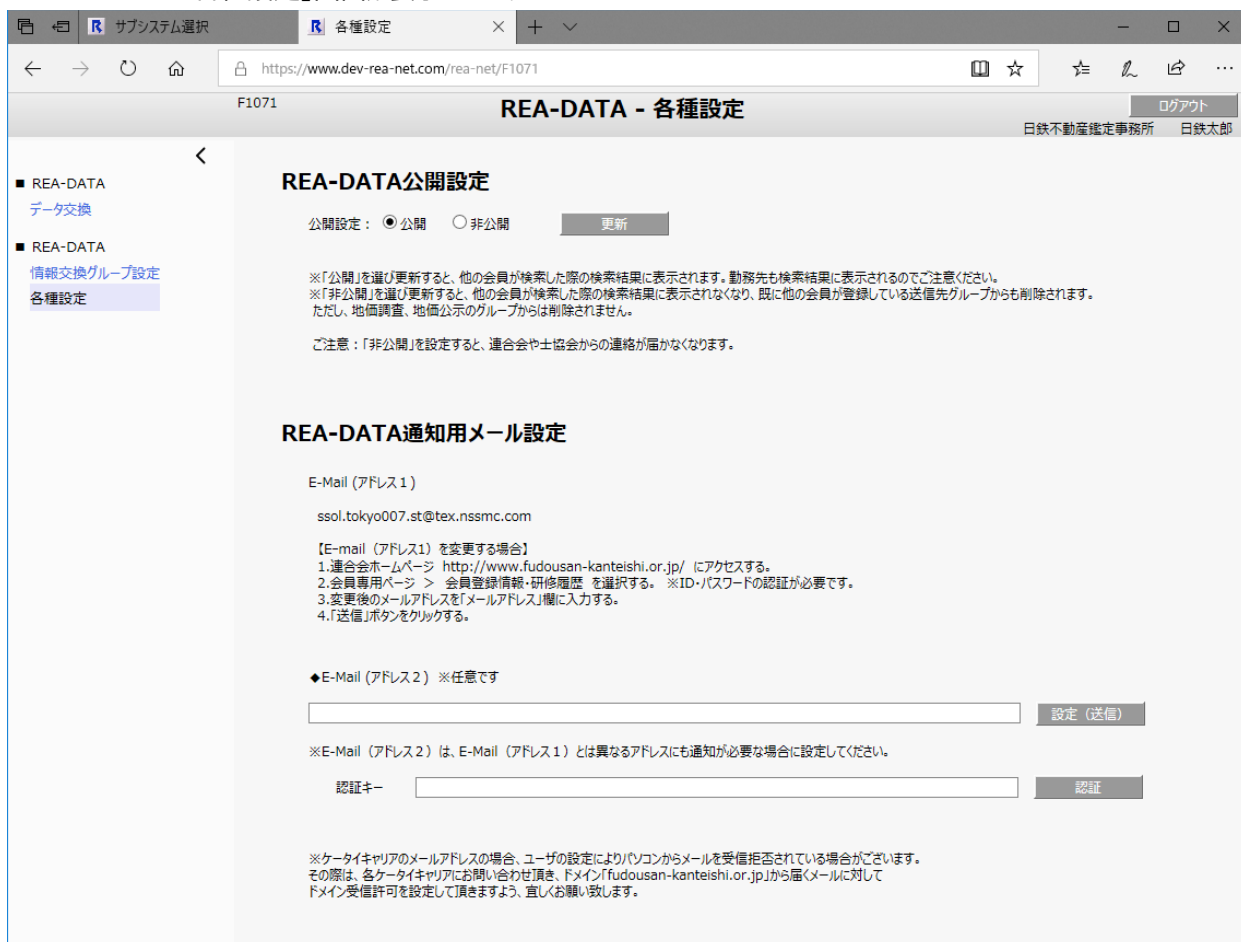 サブシステム選択
各種設定
https://www.dev-rea-net.com/rea-net/F1071
F1071
REA-DATA - 各種設定
ログアウト
日鉄不動産鑑定事務所 日鉄太郎
■ REA-DATA
データ交換
■ REA-DATA
情報交換グループ設定
各種設定
REA-DATA公開設定
公開設定： 公開 非公開 更新
※「公開」を選び更新すると、他の会員が検索した際の検索結果に表示されます。勤務先も検索結果に表示されるのでご注意ください。
※「非公開」を選び更新すると、他の会員が検索した際の検索結果に表示されなくなり、既に他の会員が登録している送信先グループからも削除されます。
ただし、地価調査、地価公示のグループからは削除されません。
ご注意：「非公開」を設定すると、連合会や士協会からの連絡が届かなくなります。
REA-DATA通知用メール設定
E-Mail (アドレス１)
ssol.tokyo007.st@tex.nssmc.com
【E-mail（アドレス1）を変更する場合】
1.連合会ホームページ http://www.fudousan-kanteishi.or.jp/ にアクセスする。
2.会員専用ページ ＞ 会員登録情報・研修履歴 を選択する。 ※ID・パスワードの認証が必要です。
3.変更後のメールアドレスを「メールアドレス」欄に入力する。
4.「送信」ボタンをクリックする。
◆E-Mail (アドレス２) ※任意です
設定（送信）
※E-Mail（アドレス２）は、E-Mail（アドレス１）とは異なるアドレスにも通知が必要な場合に設定してください。
認証キー 認証
※ケータイキャリアのメールアドレスの場合、ユーザの設定によりパソコンからメールを受信拒否されている場合がございます。
その際は、各ケータイキャリアにお問い合わせ頂き、ドメイン「fudousan-kanteishi.or.jp」から届くメールに対して
ドメイン受信許可を設定して頂きますよう、宜しくお願い致します。